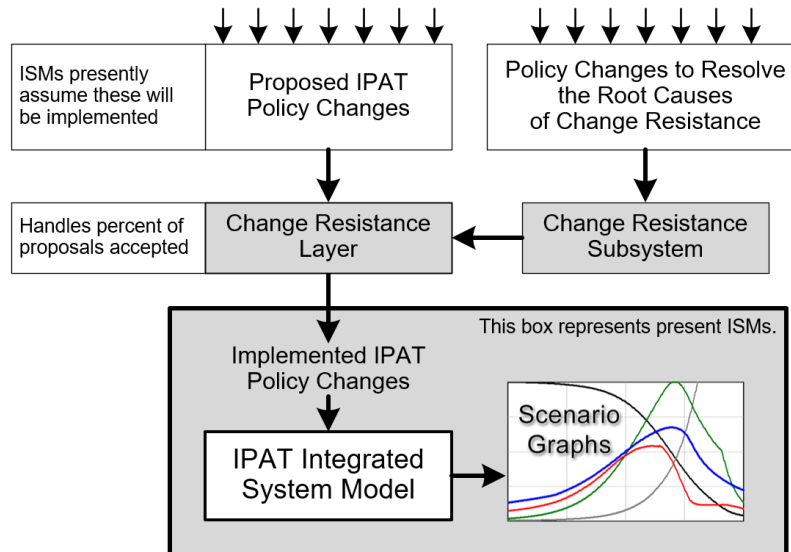 ISMs presently
assume these will
be implemented
Proposed IPAT
Policy Changes
Policy Changes to Resolve
the Root Causes
of Change Resistance
Handles percent of
proposals accepted
Change Resistance
Layer
Change Resistance
Subsystem
This box represents present ISMs.
Implemented IPAT
Policy Changes
IPAT Integrated
System Model
Scenario
Graphs